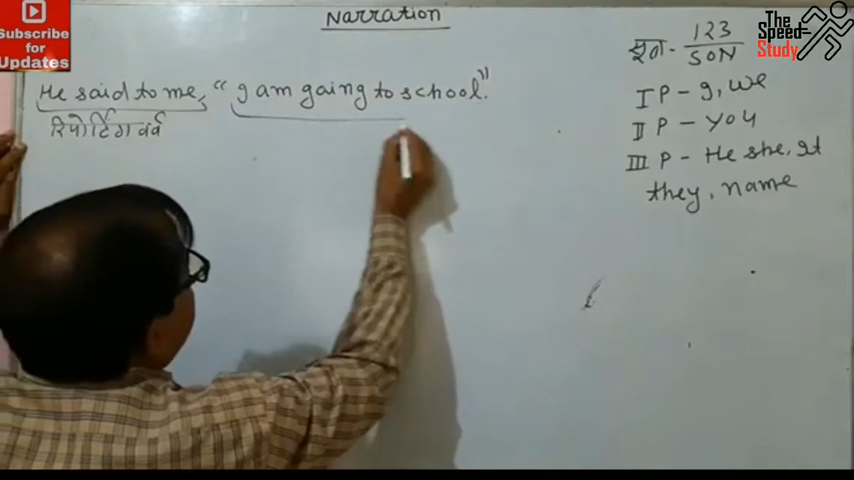 SUBSCRIBE
for
Updates
Narration
The
Speed
Study
सूत्र - 123
SON
He said to me, "I am going to school."
रिपोर्टिंग वर्व
I P - I, we
II P - you
III P - He she, It
they, name